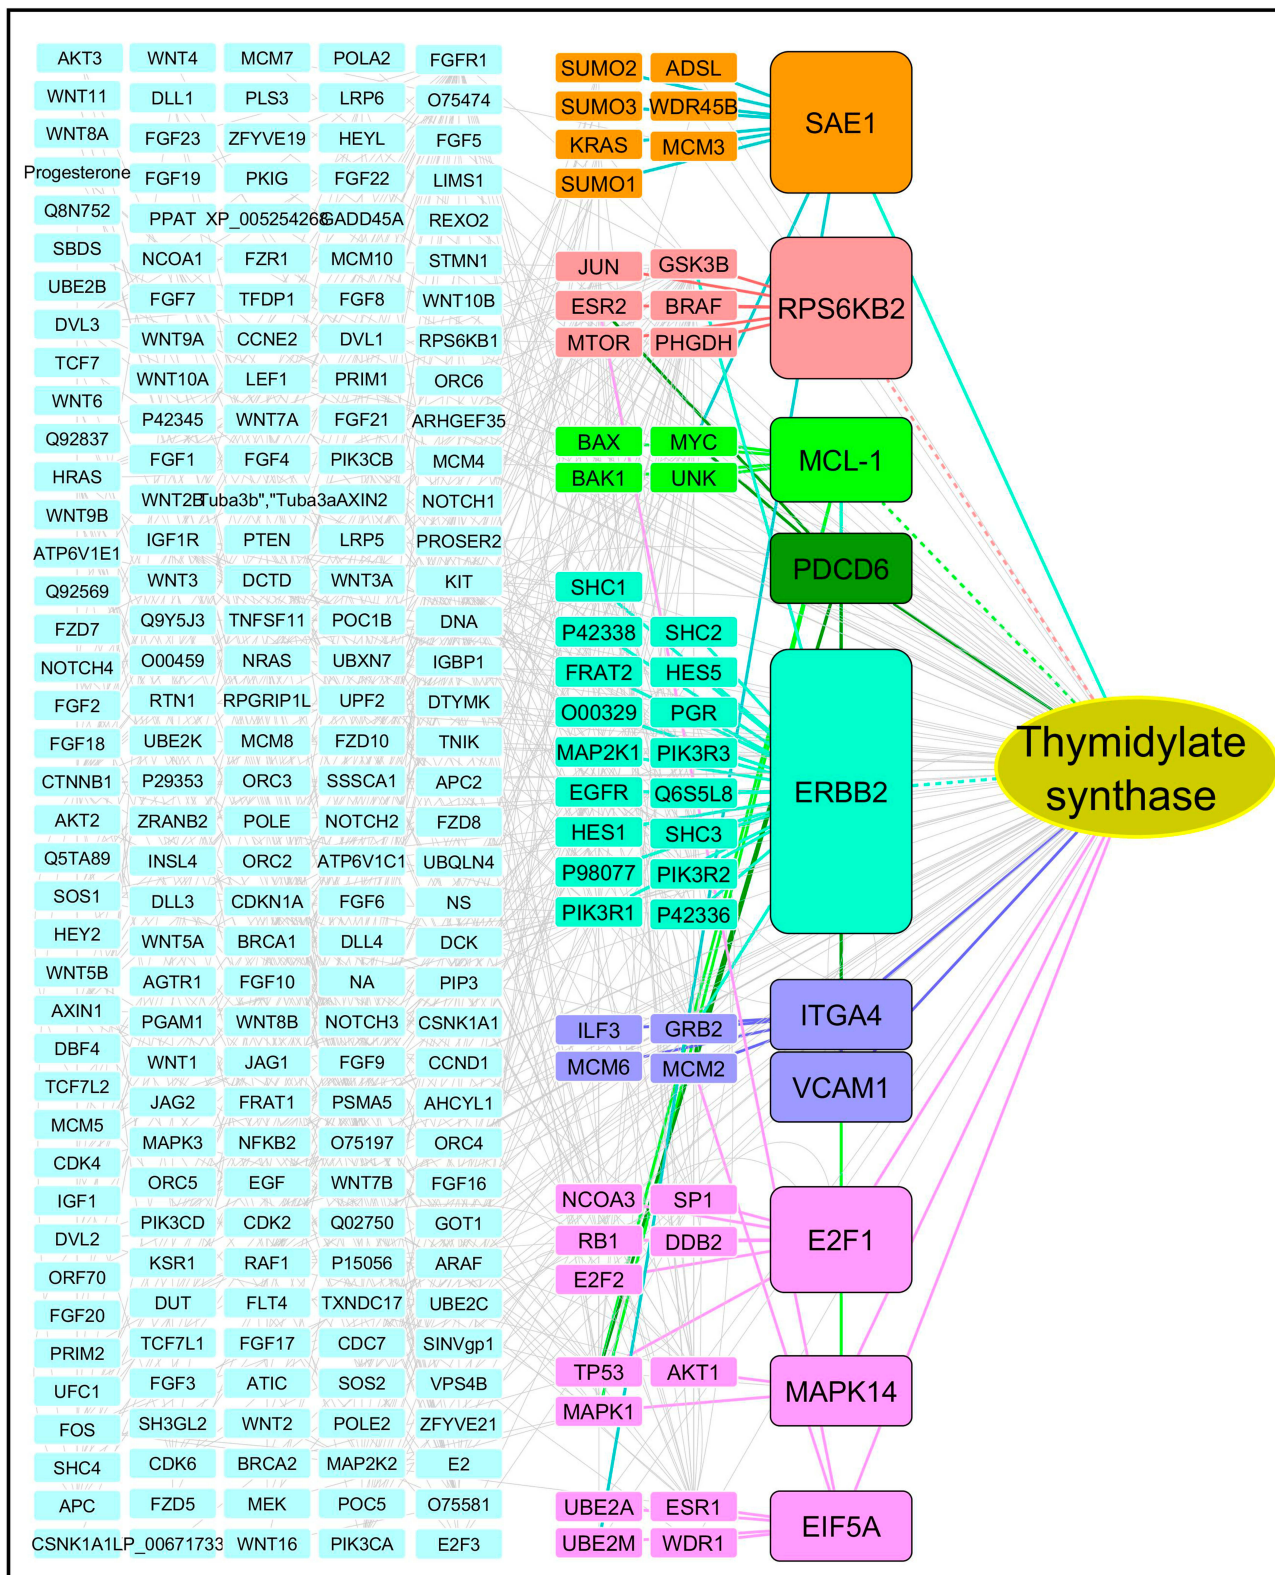 AKT3
WNT11
WNT8A
Progesterone
Q8N752
SBDS
UBE2B
DVL3
TCF7
WNT6
Q92837
HRAS
WNT9B
ATP6V1E1
Q92569
FZD7
NOTCH4
FGF2
FGF18
CTNNB1
AKT2
Q5TA89
SOS1
HEY2
WNT5B
AXIN1
DBF4
TCF7L2
MCM5
CDK4
IGF1
DVL2
ORF70
FGF20
PRIM2
UFC1
FOS
SHC4
APC
CSNK1A1L
WNT4
DLL1
FGF23
FGF19
PPAT
NCOA1
FGF7
WNT9A
WNT10A
P42345
FGF1
WNT2B
IGF1R
WNT3
Q9Y5J3
O00459
RTN1
UBE2K
P29353
ZRANB2
INSL4
DLL3
WNT5A
AGTR1
PGAM1
WNT1
JAG2
MAPK3
ORC5
PIK3CD
KSR1
DUT
TCF7L1
FGF3
SH3GL2
CDK6
FZD5
P_00671733
MCM7
PLS3
ZFYVE19
PKIG
XP_005254268
FZR1
TFDP1
CCNE2
LEF1
WNT7A
FGF4
Tuba3b","Tuba3a
PTEN
DCTD
TNFSF11
NRAS
RPGRIP1L
MCM8
ORC3
POLE
ORC2
CDKN1A
BRCA1
FGF10
WNT8B
JAG1
FRAT1
NFKB2
EGF
CDK2
RAF1
FLT4
FGF17
ATIC
WNT2
BRCA2
MEK
WNT16
POLA2
LRP6
HEYL
FGF22
GADD45A
MCM10
FGF8
DVL1
PRIM1
FGF21
PIK3CB
AXIN2
LRP5
WNT3A
POC1B
UBXN7
UPF2
FZD10
SSSCA1
NOTCH2
ATP6V1C1
FGF6
DLL4
NA
NOTCH3
FGF9
PSMA5
O75197
WNT7B
Q02750
P15056
TXNDC17
CDC7
SOS2
POLE2
MAP2K2
POC5
PIK3CA
FGFR1
O75474
FGF5
LIMS1
REXO2
STMN1
WNT10B
RPS6KB1
ORC6
ARHGEF35
MCM4
NOTCH1
PROSER2
KIT
DNA
IGBP1
DTYMK
TNIK
APC2
FZD8
UBQLN4
NS
DCK
PIP3
CSNK1A1
CCND1
AHCYL1
ORC4
FGF16
GOT1
ARAF
UBE2C
SINVgp1
VPS4B
ZFYVE21
E2
O75581
E2F3
SUMO2
ADSL
SUMO3
WDR45B
KRAS
MCM3
SUMO1
SAE1
JUN
GSK3B
ESR2
BRAF
MTOR
PHGDH
RPS6KB2
BAX
MYC
BAK1
UNK
MCL-1
PDCD6
SHC1
P42338
SHC2
FRAT2
HES5
O00329
PGR
MAP2K1
PIK3R3
EGFR
Q6S5L8
HES1
SHC3
P98077
PIK3R2
PIK3R1
P42336
ERBB2
Thymidylate
synthase
ILF3
GRB2
MCM6
MCM2
ITGA4
VCAM1
NCOA3
SP1
RB1
DDB2
E2F2
E2F1
TP53
AKT1
MAPK1
MAPK14
UBE2A
ESR1
UBE2M
WDR1
EIF5A